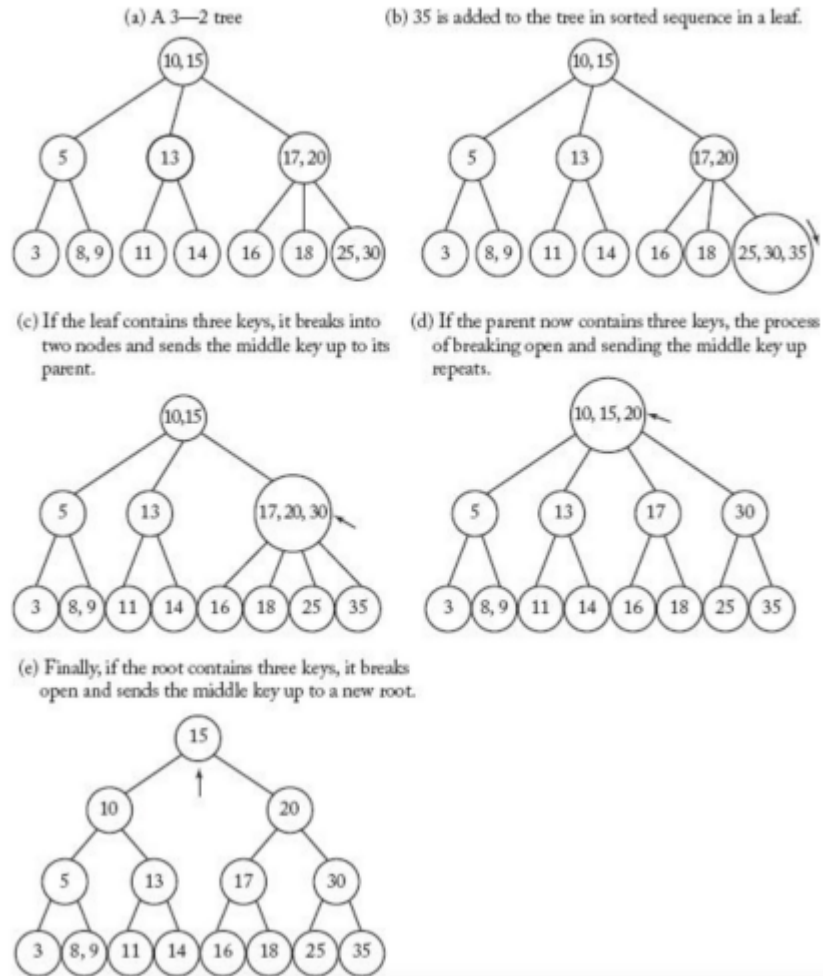 (a) A 3—2 tree
10, 15
5 13 17, 20
3 8, 9 11 14 16 18 25, 30
(b) 35 is added to the tree in sorted sequence in a leaf.
10, 15
5 13 17,20
3 8, 9 11 14 16 18 25, 30, 35
(c) If the leaf contains three keys, it breaks into
two nodes and sends the middle key up to its
parent.
10,15
5 13 17, 20, 30
3 8, 9 11 14 16 18 25 35
(d) If the parent now contains three keys, the process
of breaking open and sending the middle key up
repeats.
10, 15, 20
5 13 17 30
3 8, 9 11 14 16 18 25 35
(e) Finally, if the root contains three keys, it breaks
open and sends the middle key up to a new root.
15
10 20
5 13 17 30
3 8, 9 11 14 16 18 25 35